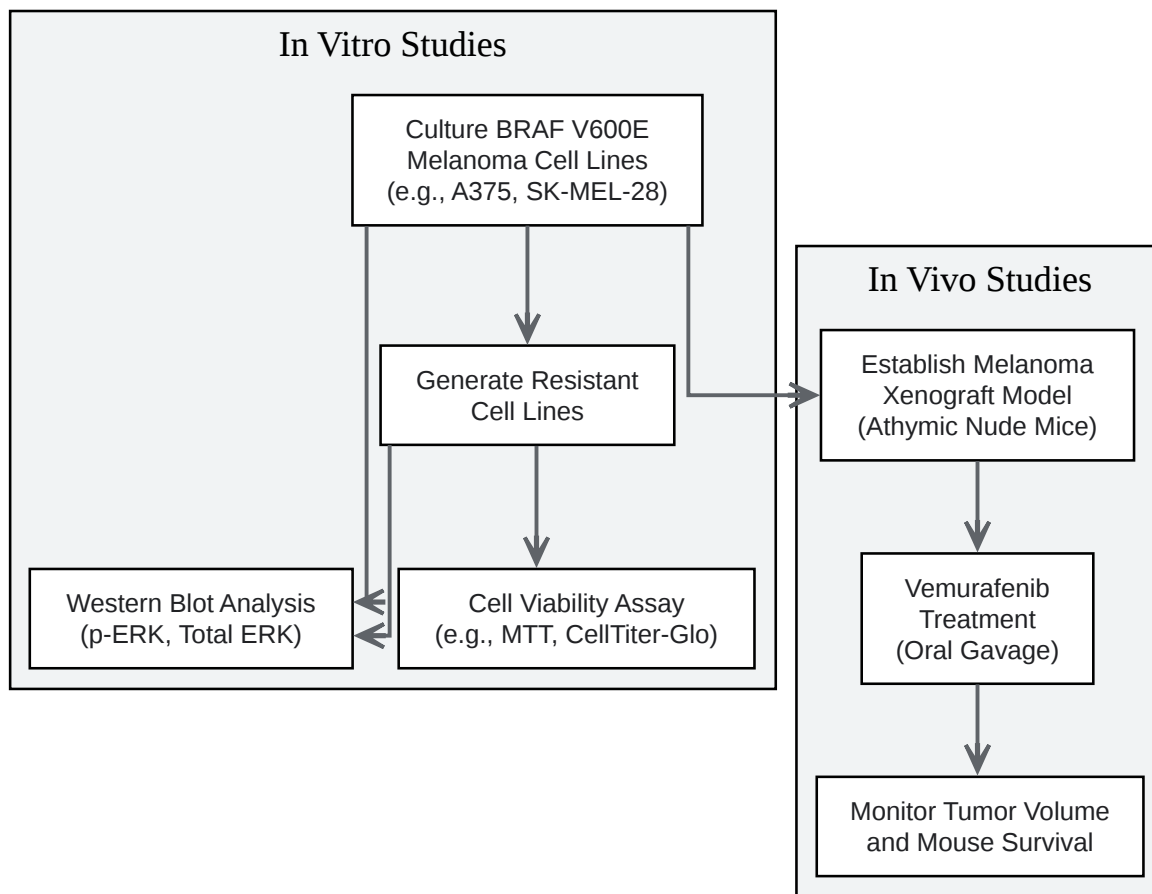 In Vitro Studies
Culture BRAF V600E
Melanoma Cell Lines
(e.g., A375, SK-MEL-28)
Generate Resistant
Cell Lines
Western Blot Analysis
(p-ERK, Total ERK)
Cell Viability Assay
(e.g., MTT, CellTiter-Glo)
In Vivo Studies
Establish Melanoma
Xenograft Model
(Athymic Nude Mice)
Vemurafenib
Treatment
(Oral Gavage)
Monitor Tumor Volume
and Mouse Survival